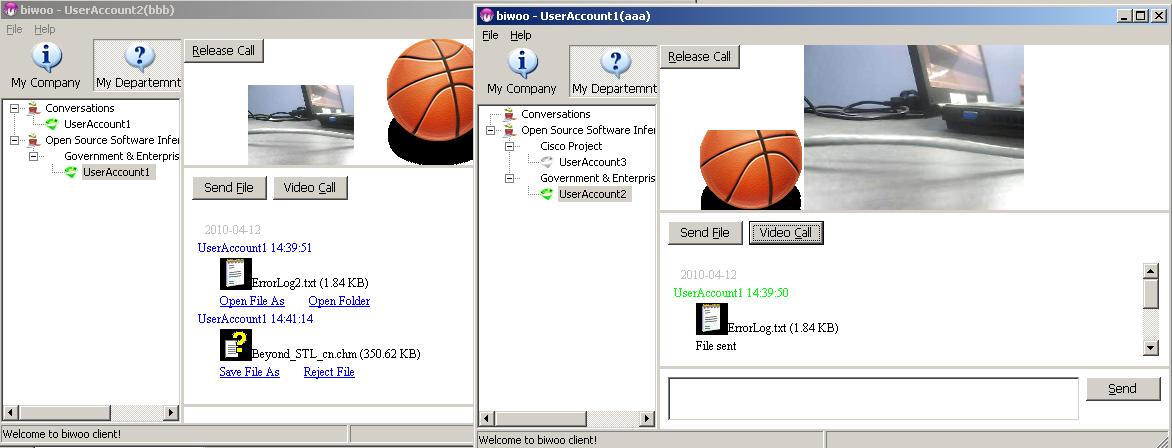 biwoo - UserAccount2(bbb)
File Help
My Company My Departemnt
Conversations
UserAccount1
Open Source Software Infer
Government & Enterpris
UserAccount1
Release Call
Send File Video Call
2010-04-12
UserAccount1 14:39:51
ErrorLog2.txt (1.84 KB)
Open File As Open Folder
UserAccount1 14:41:14
Beyond_STL_cn.chm (350.62 KB)
Save File As Reject File
Welcome to biwoo client!
biwoo - UserAccount1(aaa)
File Help
My Company My Departemnt
Conversations
Open Source Software Infer
Cisco Project
UserAccount3
Government & Enterpris
UserAccount2
Release Call
Send File Video Call
2010-04-12
UserAccount1 14:39:50
ErrorLog.txt (1.84 KB)
File sent
Send
Welcome to biwoo client!